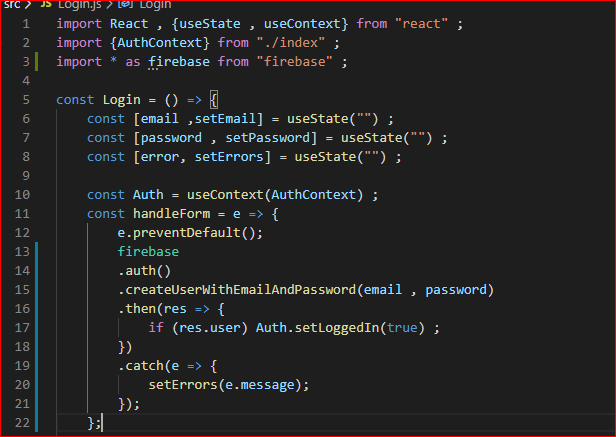 src > JS Login.js > Login
1 import React , {useState , useContext} from "react" ;
2 import {AuthContext} from "./index" ;
3 import * as firebase from "firebase" ;
4
5 const Login = () => {
6 const [email ,setEmail] = useState("") ;
7 const [password , setPassword] = useState("") ;
8 const [error, setErrors] = useState("") ;
9
10 const Auth = useContext(AuthContext) ;
11 const handleForm = e => {
12 e.preventDefault();
13 firebase
14 .auth()
15 .createUserWithEmailAndPassword(email , password)
16 .then(res => {
17 if (res.user) Auth.setLoggedIn(true) ;
18 })
19 .catch(e => {
20 setErrors(e.message);
21 });
22 };